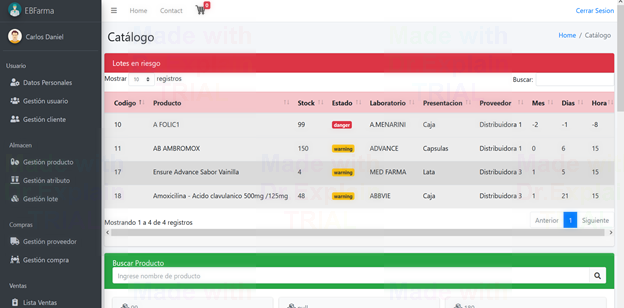 EBFarma
Carlos Daniel
Usuario
Datos Personales
Gestión usuario
Gestión cliente
Almacen
Gestión producto
Gestión atributo
Gestión lote
Compras
Gestión proveedor
Gestión compra
Ventas
Lista Ventas
Home Contact 0 Cerrar Sesion
Catálogo Home / Catálogo
Lotes en riesgo
Mostrar 10 registros Buscar:
Codigo Producto Stock Estado Laboratorio Presentacion Proveedor Mes Dias Hora
10 A FOLIC1 99 danger A.MENARINI Caja Distribuidora 1 -2 -1 -8
11 AB AMBROMOX 150 warning ADVANCE Capsulas Distribuidora 1 0 6 15
17 Ensure Advance Sabor Vainilla 4 warning MED FARMA Lata Distribuidora 3 1 5 15
18 Amoxicilina - Acido clavulanico 500mg /125mg 48 warning ABBVIE Caja Distribuidora 3 1 21 15
Mostrando 1 a 4 de 4 registros Anterior 1 Siguiente
Buscar Producto
Ingrese nombre de producto
99 null 180
Made with
TRIAL